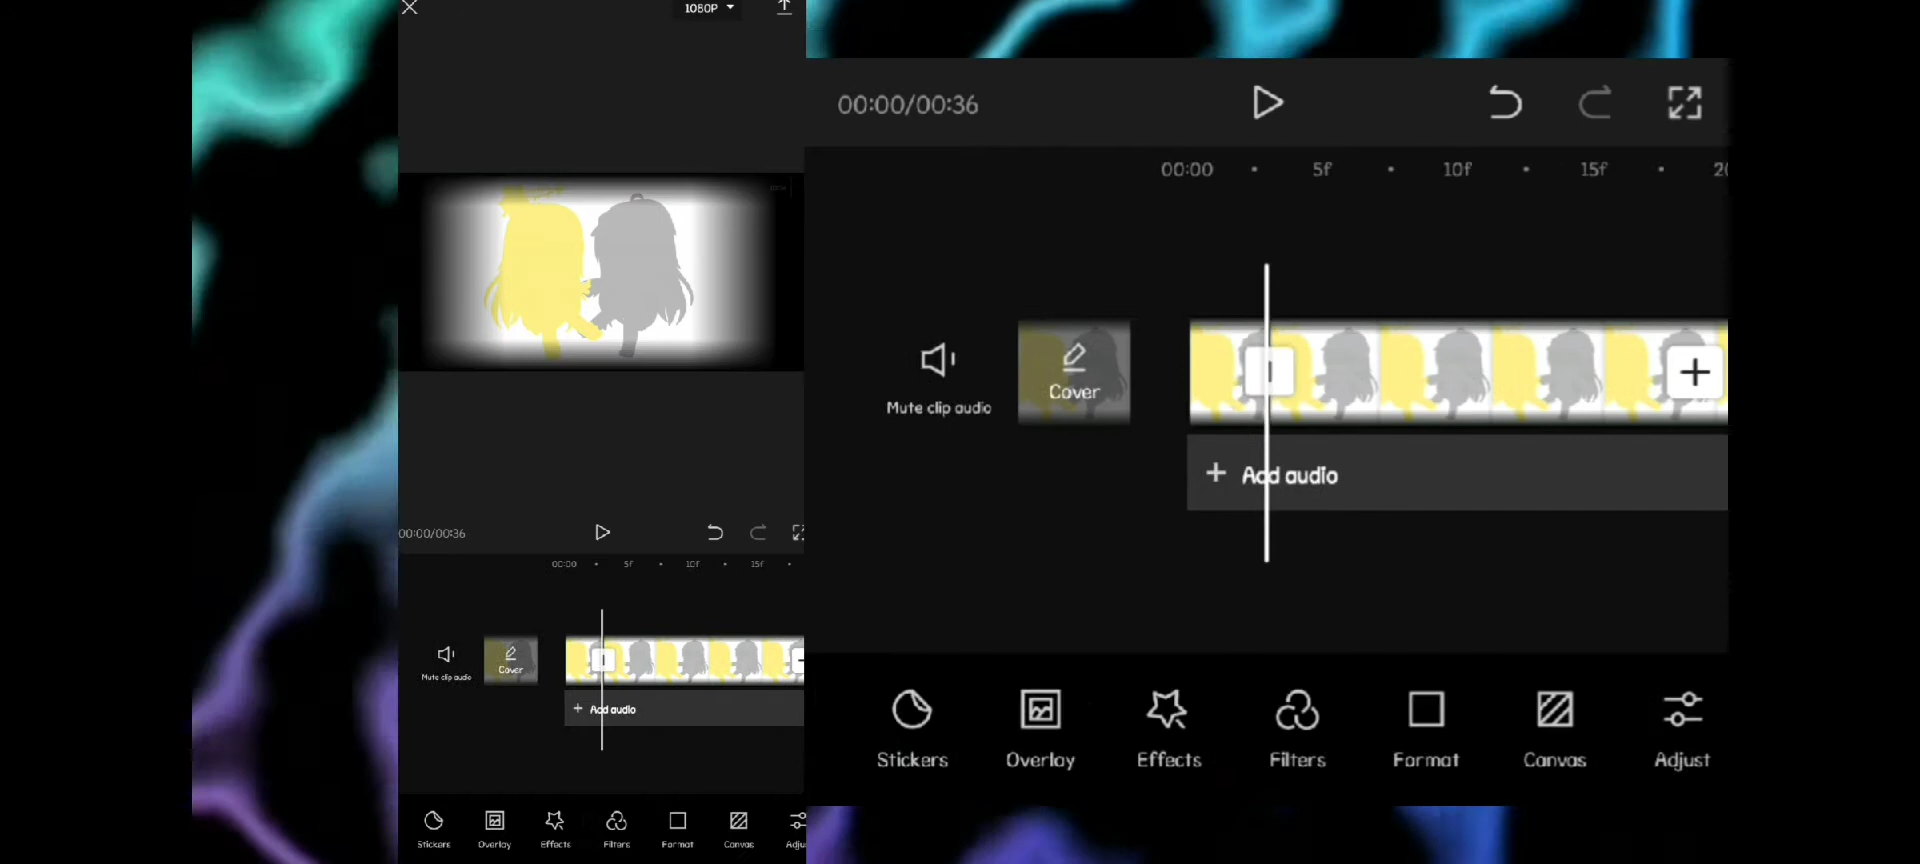 1080P
00:00/00:36
00:00 5f 10f 15f
Mute clip audio
Cover
Add audio
Stickers Overlay Effects Filters Format Canvas
00:00/00:36
00:00 5f 10f 15f
Mute clip audio
Cover
Add audio
Stickers Overlay Effects Filters Format Canvas Adjust